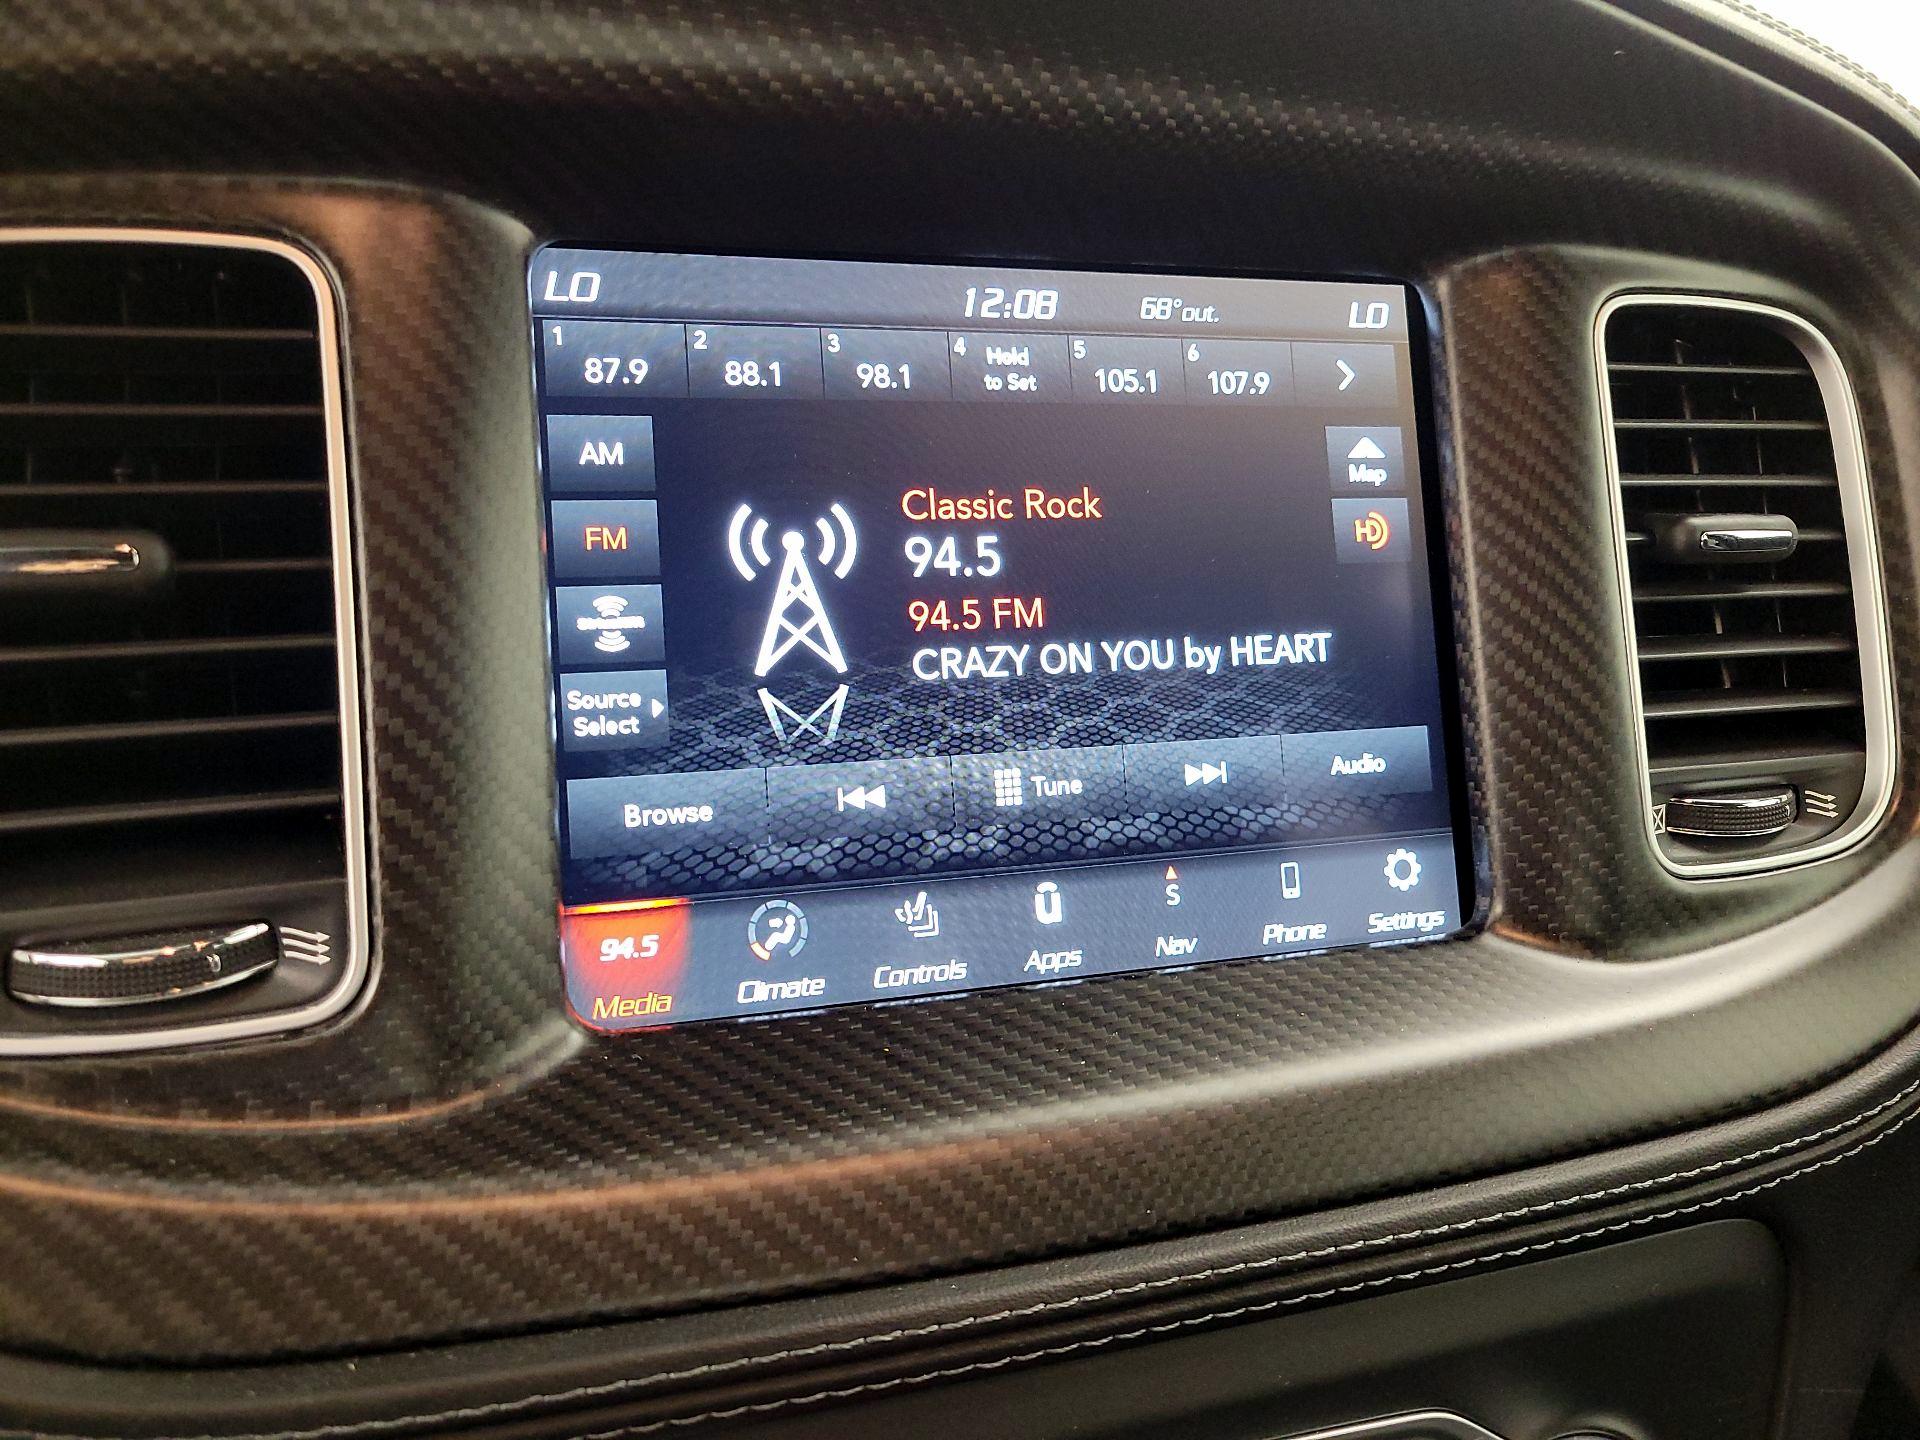 LO 12:08 68° out. LO
1 87.9 2 88.1 3 98.1 4 Hold to Set 5 105.1 6 107.9
AM
Map
Classic Rock
94.5
FM
HD
94.5 FM
CRAZY ON YOU by HEART
Source
Select
Browse Tune Audio
94.5 S
Media Climate Controls Apps Nav Phone Settings